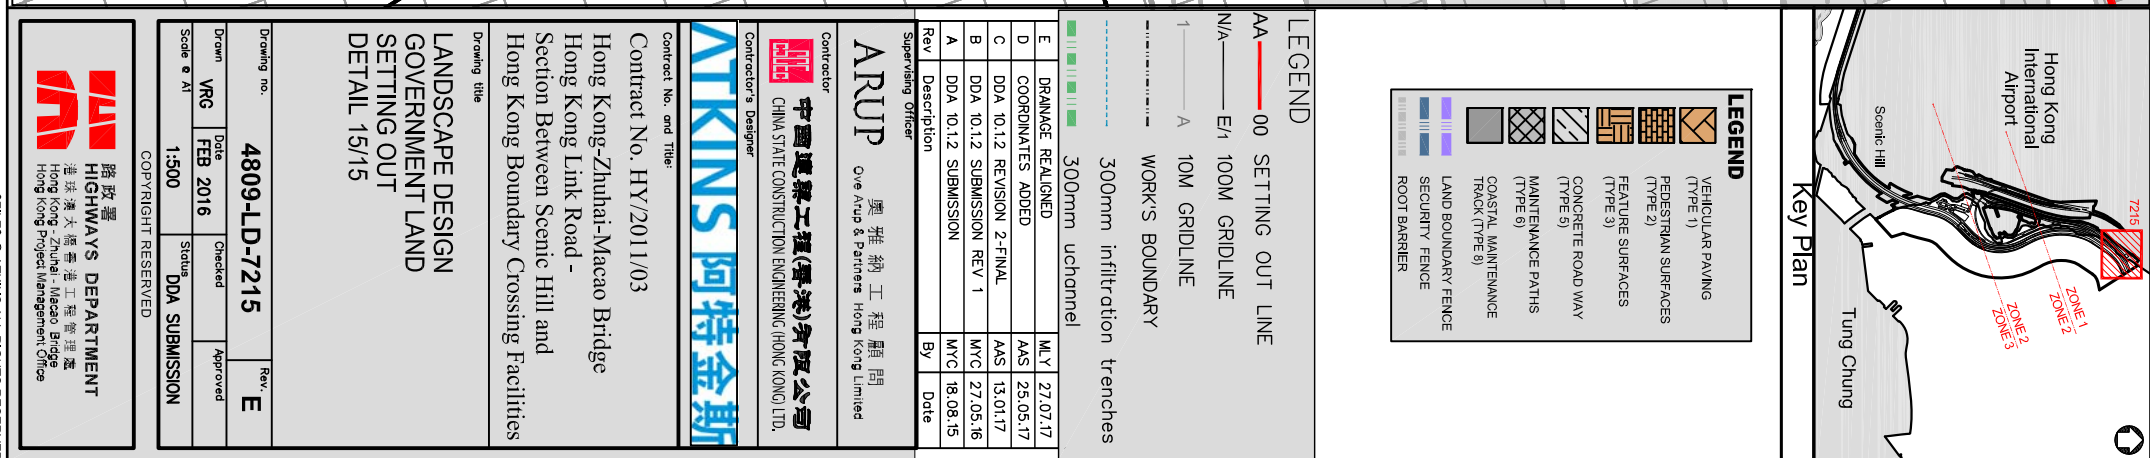 Hong Kong
International
Airport
Scenic Hill
7215
ZONE 1
ZONE 2
ZONE 2
ZONE 3
Tung Chung
Key Plan
LEGEND
VEHICULAR PAVING
(TYPE 1)
PEDESTRIAN SURFACES
(TYPE 2)
FEATURE SURFACES
(TYPE 3)
CONCRETE ROAD WAY
(TYPE 5)
MAINTENANCE PATHS
(TYPE 6)
COASTAL MAINTENANCE
TRACK (TYPE 8)
LAND BOUNDARY FENCE
SECURITY FENCE
ROOT BARRIER
LEGEND
AA 00 SETTING OUT LINE
N/A E/1 100M GRIDLINE
1 A 10M GRIDLINE
WORK'S BOUNDARY
300mm infiltration trenches
300mm uchannel
E DRAINAGE REALIGNED MLY 27.07.17
D COORDINATES ADDED AAS 25.05.17
C DDA 10.1.2 REVISION 2-FINAL AAS 13.01.17
B DDA 10.1.2 SUBMISSION REV 1 MYC 27.05.16
A DDA 10.1.2 SUBMISSION MYC 18.08.15
Rev Description By Date
Supervising Officer
ARUP 奧雅納工程顧問
Ove Arup & Partners Hong Kong Limited
Contractor
中國建築工程(香港)有限公司
CHINA STATE CONSTRUCTION ENGINEERING (HONG KONG) LTD.
Contractor's Designer
ATKINS 阿特金斯
Contract No. and Title:
Contract No. HY/2011/03
Hong Kong-Zhuhai-Macao Bridge
Hong Kong Link Road -
Section Between Scenic Hill and
Hong Kong Boundary Crossing Facilities
Drawing title
LANDSCAPE DESIGN
GOVERNMENT LAND
SETTING OUT
DETAIL 15/15
Drawing no.
4809-LD-7215
Rev.
E
Drawn
VRG
Date
FEB 2016
Checked
Approved
Scale @ A1
1:500
Status
DDA SUBMISSION
COPYRIGHT RESERVED
路政署
HIGHWAYS DEPARTMENT
港珠澳大橋香港工程管理處
Hong Kong - Zhuhai - Macao Bridge
Hong Kong Project Management Office